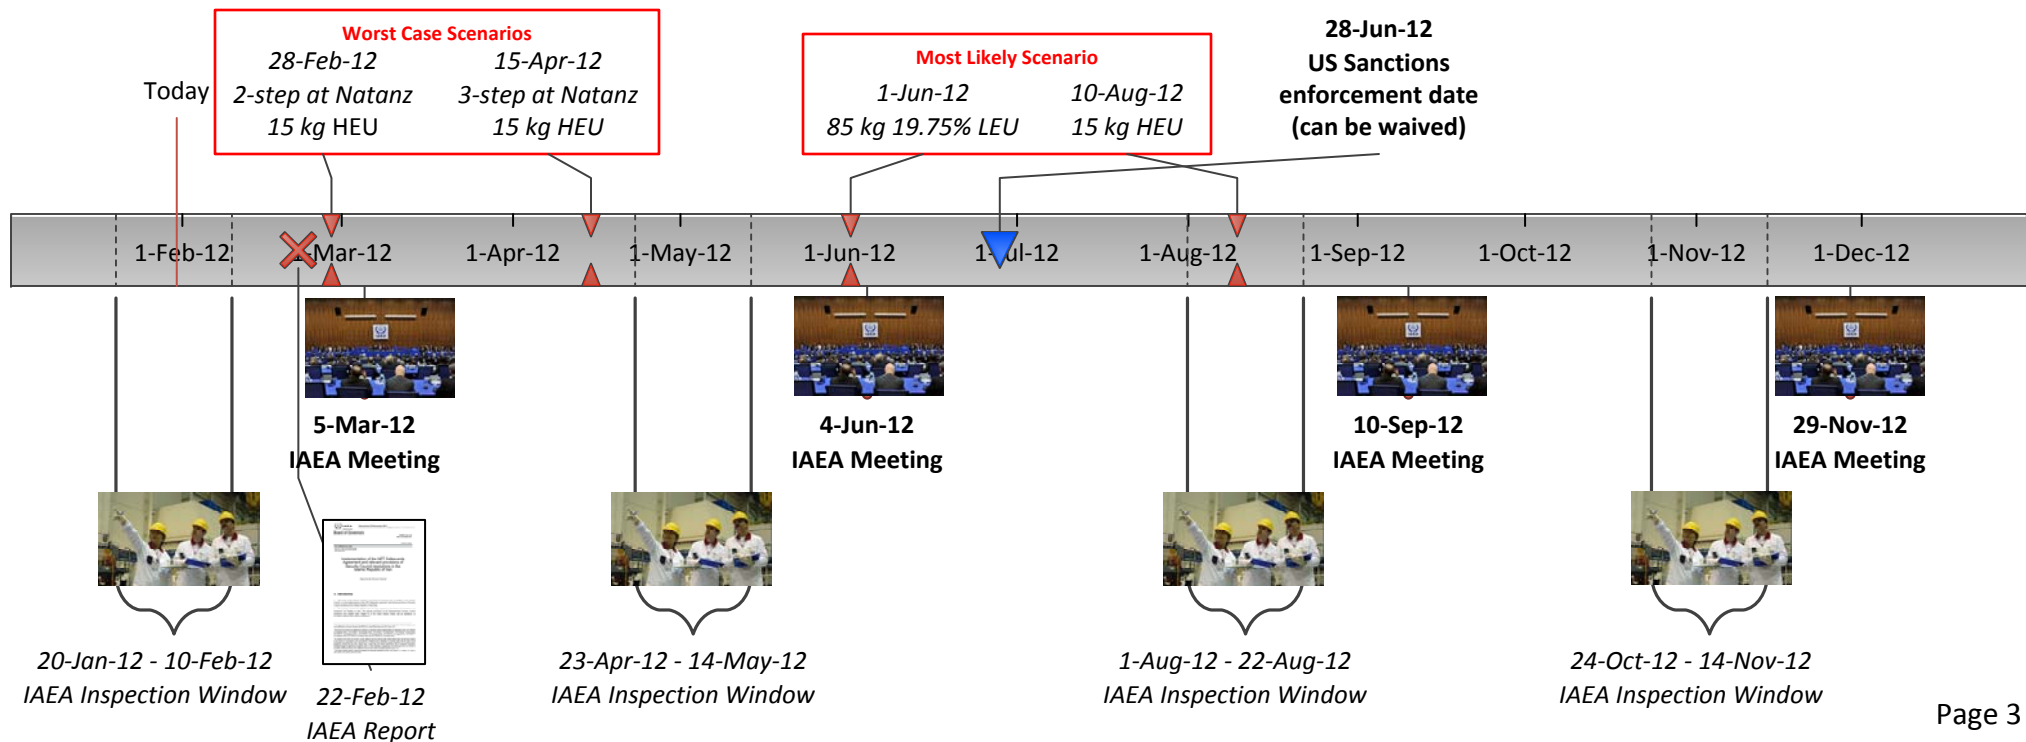 Worst Case Scenarios
28-Feb-12
2-step at Natanz
15 kg HEU
15-Apr-12
3-step at Natanz
15 kg HEU
Most Likely Scenario
1-Jun-12
85 kg 19.75% LEU
10-Aug-12
15 kg HEU
28-Jun-12
US Sanctions
enforcement date
(can be waived)
Today
1-Feb-12
1-Mar-12
1-Apr-12
1-May-12
1-Jun-12
1-Jul-12
1-Aug-12
1-Sep-12
1-Oct-12
1-Nov-12
1-Dec-12
5-Mar-12
IAEA Meeting
4-Jun-12
IAEA Meeting
10-Sep-12
IAEA Meeting
29-Nov-12
IAEA Meeting
20-Jan-12 - 10-Feb-12
IAEA Inspection Window
22-Feb-12
IAEA Report
23-Apr-12 - 14-May-12
IAEA Inspection Window
1-Aug-12 - 22-Aug-12
IAEA Inspection Window
24-Oct-12 - 14-Nov-12
IAEA Inspection Window
Page 3